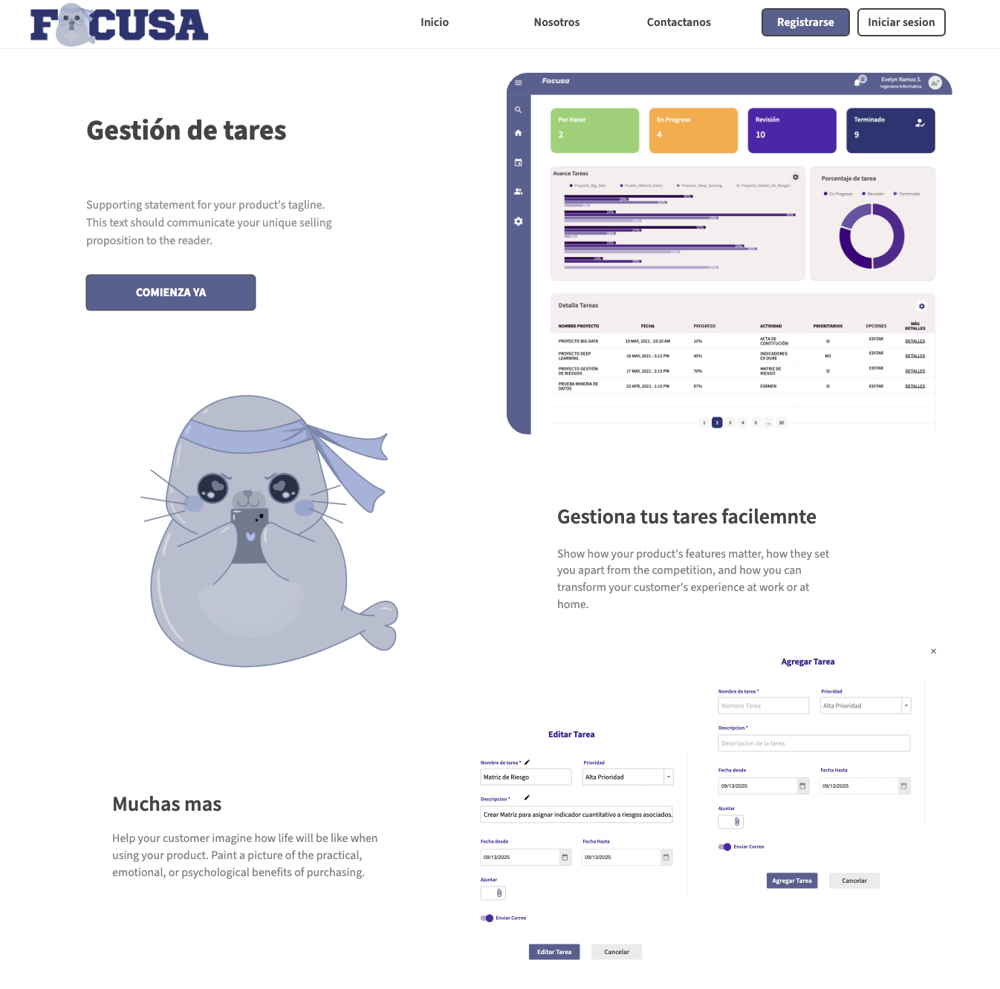 FOCUSA
Inicio
Nosotros
Contactanos
Registrarse
Iniciar sesion
Gestión de tares
Supporting statement for your product's tagline.
This text should communicate your unique selling
proposition to the reader.
COMIENZA YA
Focusa
2
Evelyn Ramos S.
Ingeniera Informatica
Por Hacer
2
En Progreso
4
Revisión
10
Terminado
9
Avance Tareas
Proyecto_Big_Data
Prueba_Mineria_Datos
Proyecto_Deep_learning
Proyecto_Gestión_De_Riesgos
Porcentaje de tarea
En Progreso
Revisión
Terminado
Detalle Tareas
NOMBRE PROYECTO
FECHA
PROGRESO
ACTIVIDAD
PRIORITARIOS
OPCIONES
MÁS
DETALLES
PROYECTO BIG DATA
19 MAY, 2021 : 10:10 AM
15%
ACTA DE
CONTITUCIÓN
SI
EDITAR
DETALLES
PROYECTO DEEP
LEARNING
18 MAY, 2021 : 3:12 PM
45%
INDICADORES
EX DURE
NO
EDITAR
DETALLES
PROYECTO GESTIÓN
DE RIESGOS
17 MAY, 2021 : 2:15 PM
70%
MATRIZ DE
RIESGO
SI
EDITAR
DETALLES
PRUEBA MINERIA DE
DATOS
23 APR, 2021 : 1:15 PM
97%
EXÁMEN
SI
EDITAR
DETALLES
1 2 3 4 5 ... 20
Gestiona tus tares facilemnte
Show how your product's features matter, how they set
you apart from the competition, and how you can
transform your customer's experience at work or at
home.
Agregar Tarea
Nombre de tarea *
Prioridad
Nombre Tarea
Alta Prioridad
Descripcion *
Descripcion de la tarea
Fecha desde
Fecha Hasta
09/13/2025
09/13/2025
Ajuntar
Enviar Correo
Agregar Tarea
Cancelar
Editar Tarea
Nombre de tarea *
Prioridad
Matriz de Riesgo
Alta Prioridad
Descripcion *
Crear Matriz para asignar indicador cuantitativo a riesgos asociados.
Fecha desde
Fecha Hasta
09/13/2025
09/13/2025
Ajuntar
Enviar Correo
Editar Tarea
Cancelar
Muchas mas
Help your customer imagine how life will be like when
using your product. Paint a picture of the practical,
emotional, or psychological benefits of purchasing.